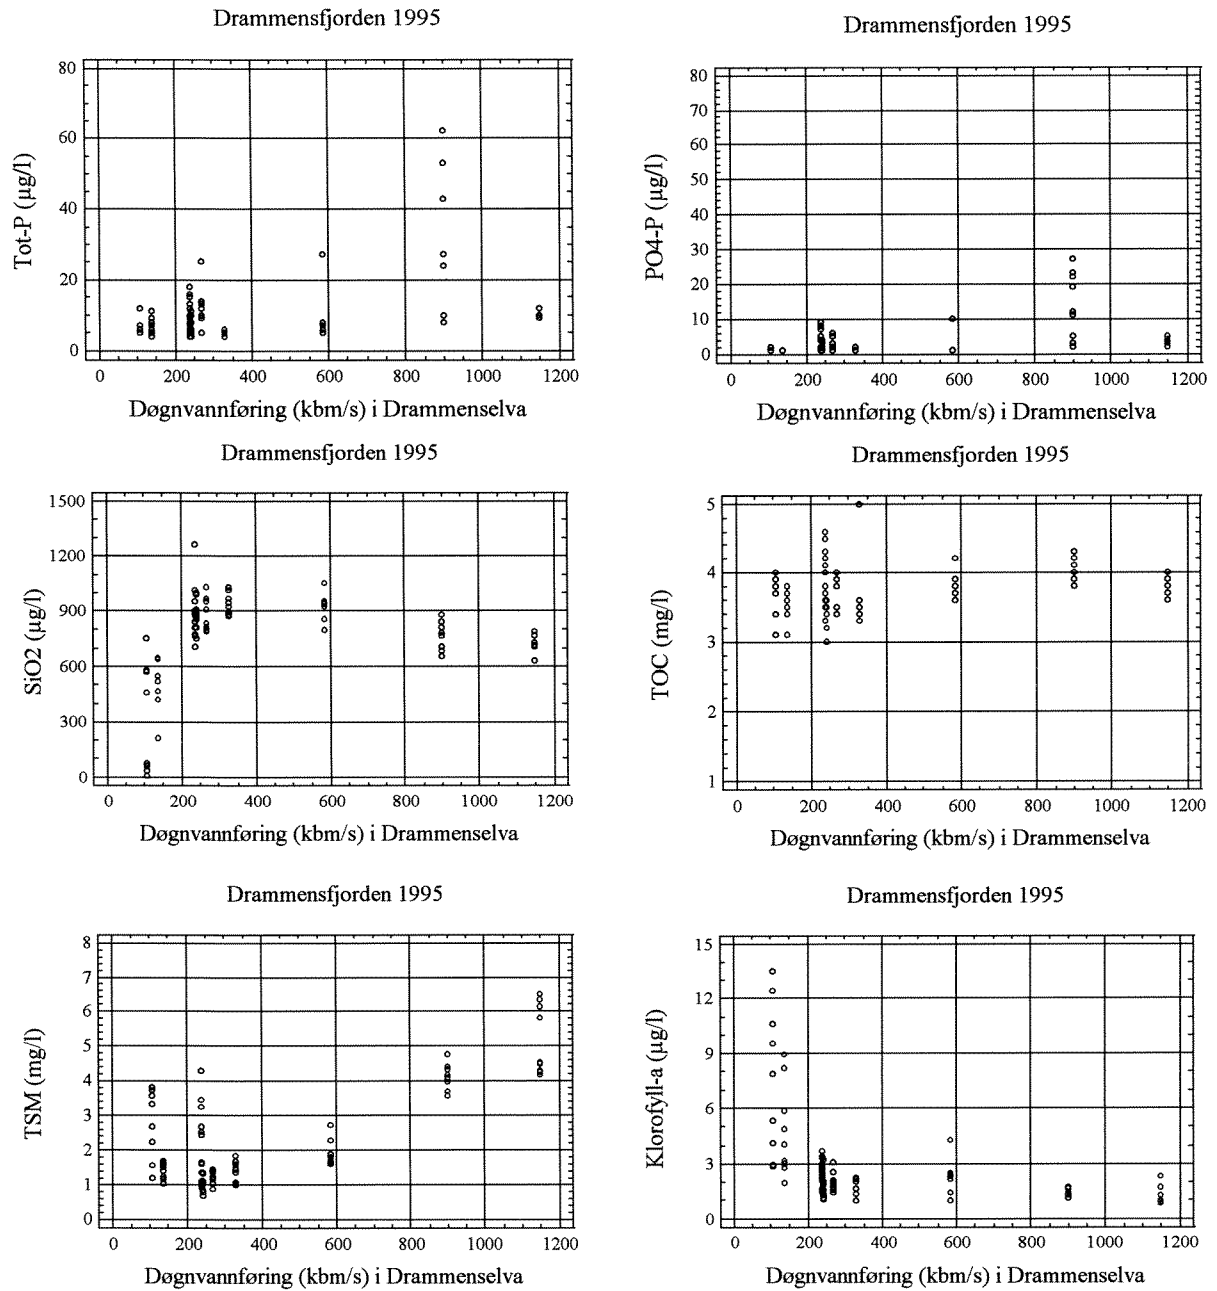 Drammensfjorden 1995
Tot-P (µg/l)
80
60
40
20
0
0 200 400 600 800 1000 1200
Døgnvannføring (kbm/s) i Drammenselva
Drammensfjorden 1995
PO4-P (µg/l)
80
70
60
50
40
30
20
10
0
0 200 400 600 800 1000 1200
Døgnvannføring (kbm/s) i Drammenselva
Drammensfjorden 1995
SiO2 (µg/l)
1500
1200
900
600
300
0
0 200 400 600 800 1000 1200
Døgnvannføring (kbm/s) i Drammenselva
Drammensfjorden 1995
TOC (mg/l)
5
4
3
2
1
0 200 400 600 800 1000 1200
Døgnvannføring (kbm/s) i Drammenselva
Drammensfjorden 1995
TSM (mg/l)
8
7
6
5
4
3
2
1
0
0 200 400 600 800 1000 1200
Døgnvannføring (kbm/s) i Drammenselva
Drammensfjorden 1995
Klorofyll-a (µg/l)
15
12
9
6
3
0
0 200 400 600 800 1000 1200
Døgnvannføring (kbm/s) i Drammenselva